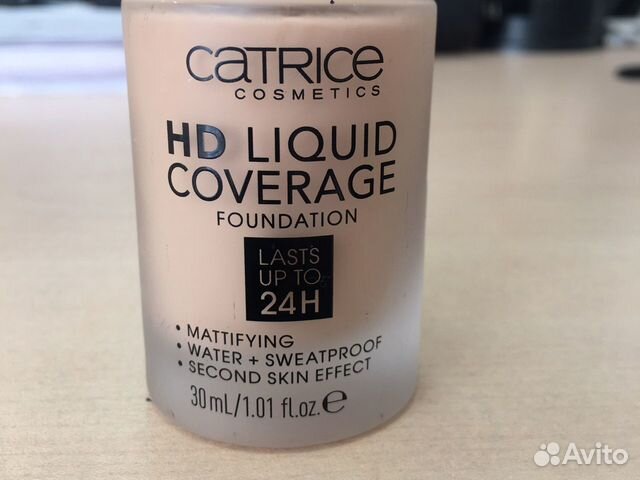 CATRICE
COSMETICS
HD LIQUID
COVERAGE
FOUNDATION
LASTS
UP TO
24H
• MATTIFYING
• WATER + SWEATPROOF
• SECOND SKIN EFFECT
30 mL/1.01 fl.oz. ℮
Avito